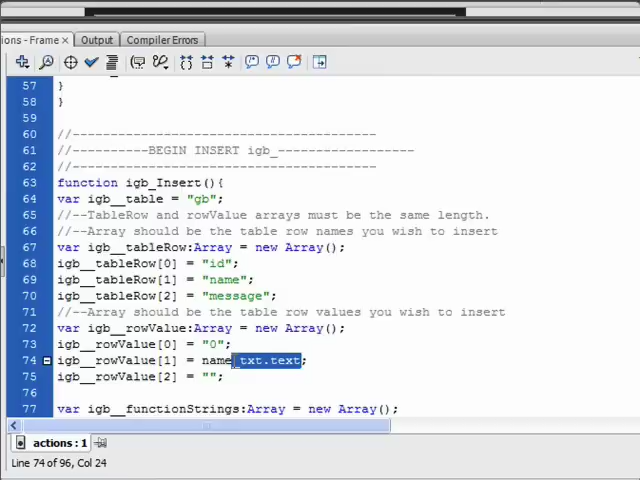 ons - Frame × Output Compiler Errors
57 }
58 }
59
60 //----------------------------------------
61 //----------BEGIN INSERT igb_------------------
62 //----------------------------------------
63 function igb_Insert(){
64 var igb__table = "gb";
65 //--TableRow and rowValue arrays must be the same length.
66 //--Array should be the table row names you wish to insert
67 var igb__tableRow:Array = new Array();
68 igb__tableRow[0] = "id";
69 igb__tableRow[1] = "name";
70 igb__tableRow[2] = "message";
71 //--Array should be the table row values you wish to insert
72 var igb__rowValue:Array = new Array();
73 igb__rowValue[0] = "0";
74 igb__rowValue[1] = name_txt.text;
75 igb__rowValue[2] = "";
76
77 var igb__functionStrings:Array = new Array();
actions : 1
Line 74 of 96, Col 24